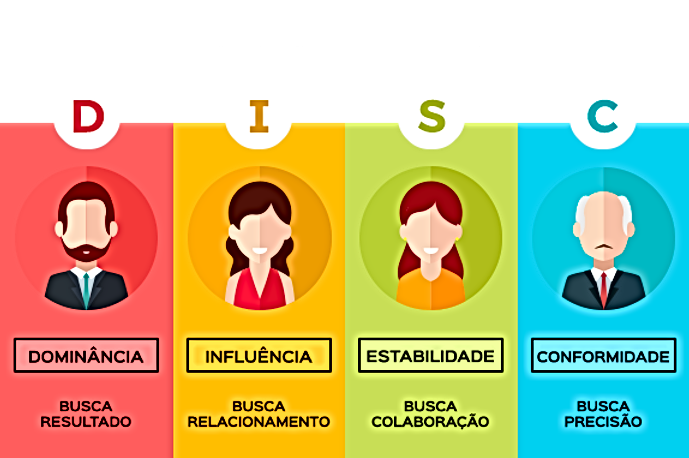 D I S C
DOMINÂNCIA
BUSCA
RESULTADO
INFLUÊNCIA
BUSCA
RELACIONAMENTO
ESTABILIDADE
BUSCA
COLABORAÇÃO
CONFORMIDADE
BUSCA
PRECISÃO